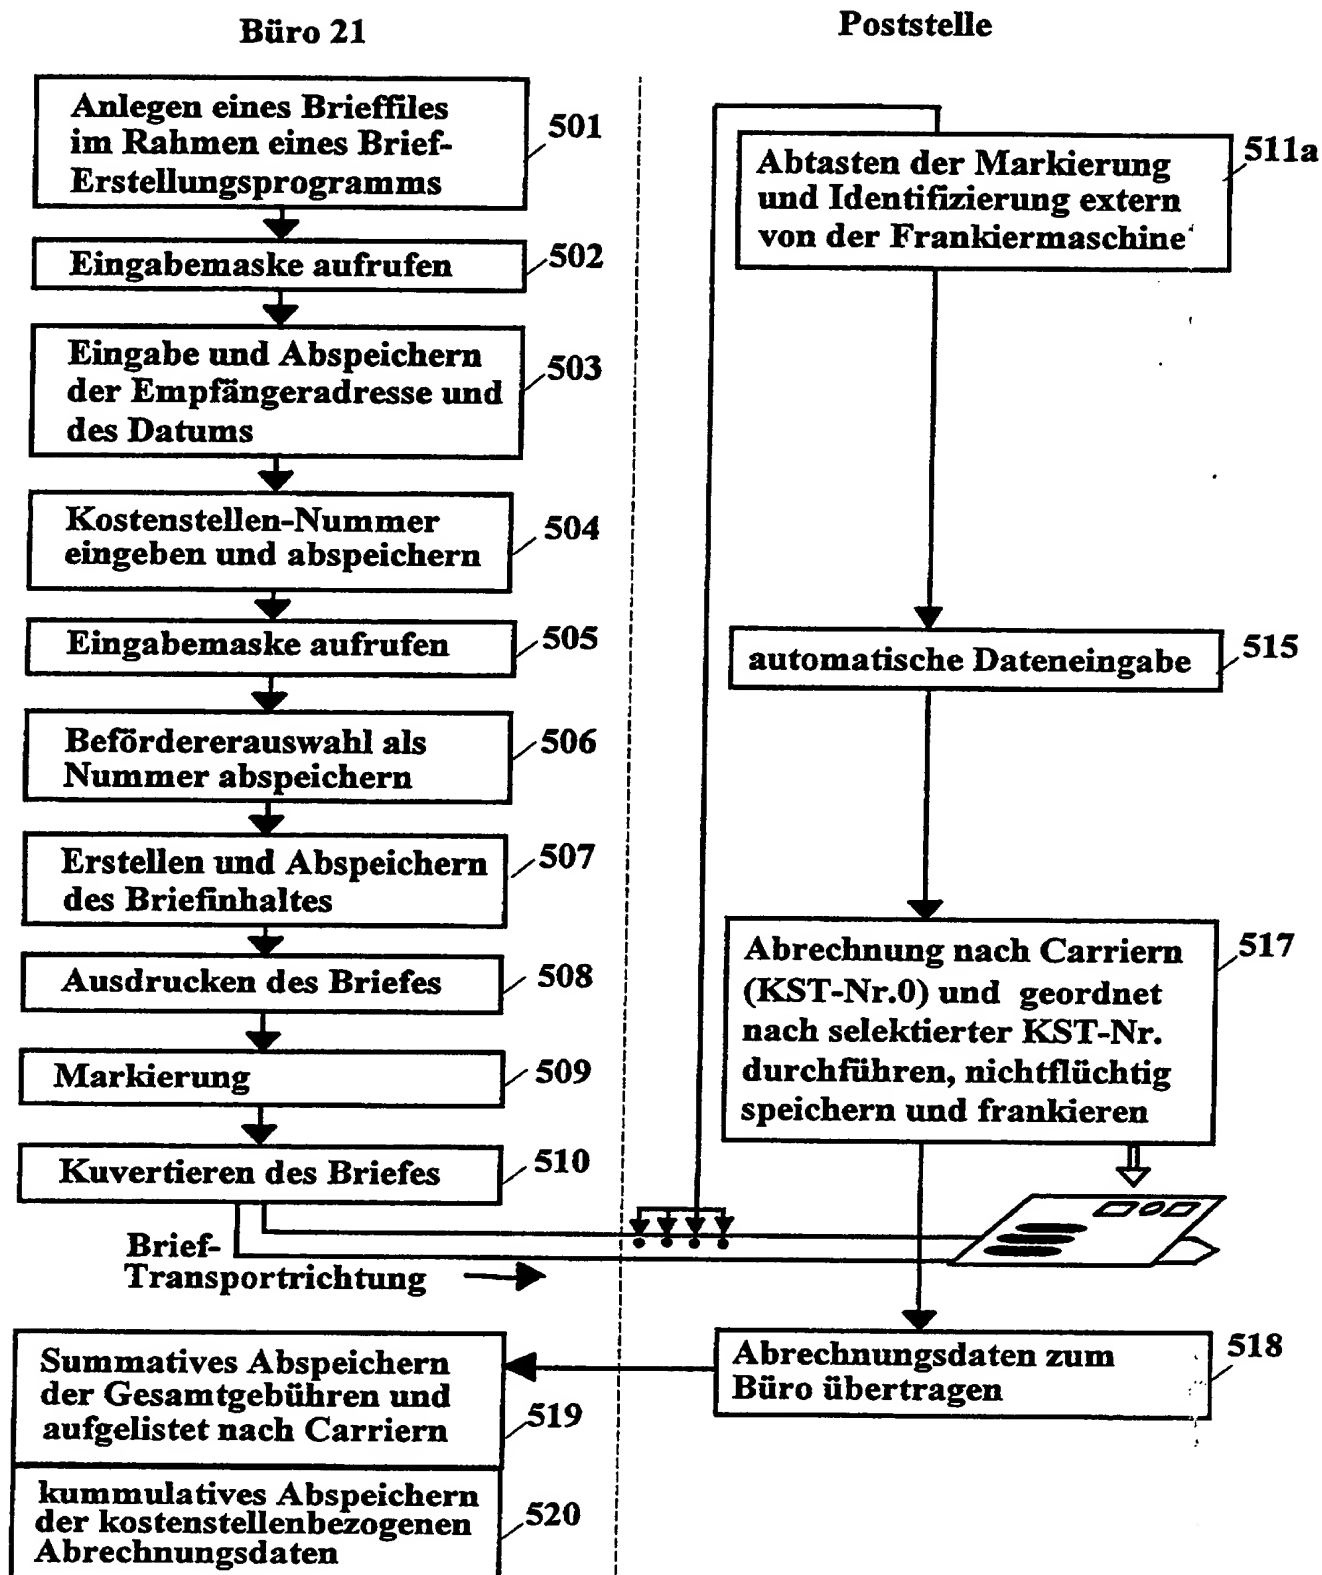 Büro 21
Anlegen eines Brieffiles
im Rahmen eines Brief-
Erstellungsprogramms
501
Eingabemaske aufrufen
502
Eingabe und Abspeichern
der Empfängeradresse und
des Datums
503
Kostenstellen-Nummer
eingeben und abspeichern
504
Eingabemaske aufrufen
505
Befördererauswahl als
Nummer abspeichern
506
Erstellen und Abspeichern
des Briefinhaltes
507
Ausdrucken des Briefes
508
Markierung
509
Kuvertieren des Briefes
510
Brief-
Transportrichtung
Summatives Abspeichern
der Gesamtgebühren und
aufgelistet nach Carriern
519
kummulatives Abspeichern
der kostenstellenbezogenen
Abrechnungsdaten
520
Poststelle
Abtasten der Markierung
und Identifizierung extern
von der Frankiermaschine
511a
automatische Dateneingabe
515
Abrechnung nach Carriern
(KST-Nr.0) und geordnet
nach selektierter KST-Nr.
durchführen, nichtflüchtig
speichern und frankieren
517
Abrechnungsdaten zum
Büro übertragen
518